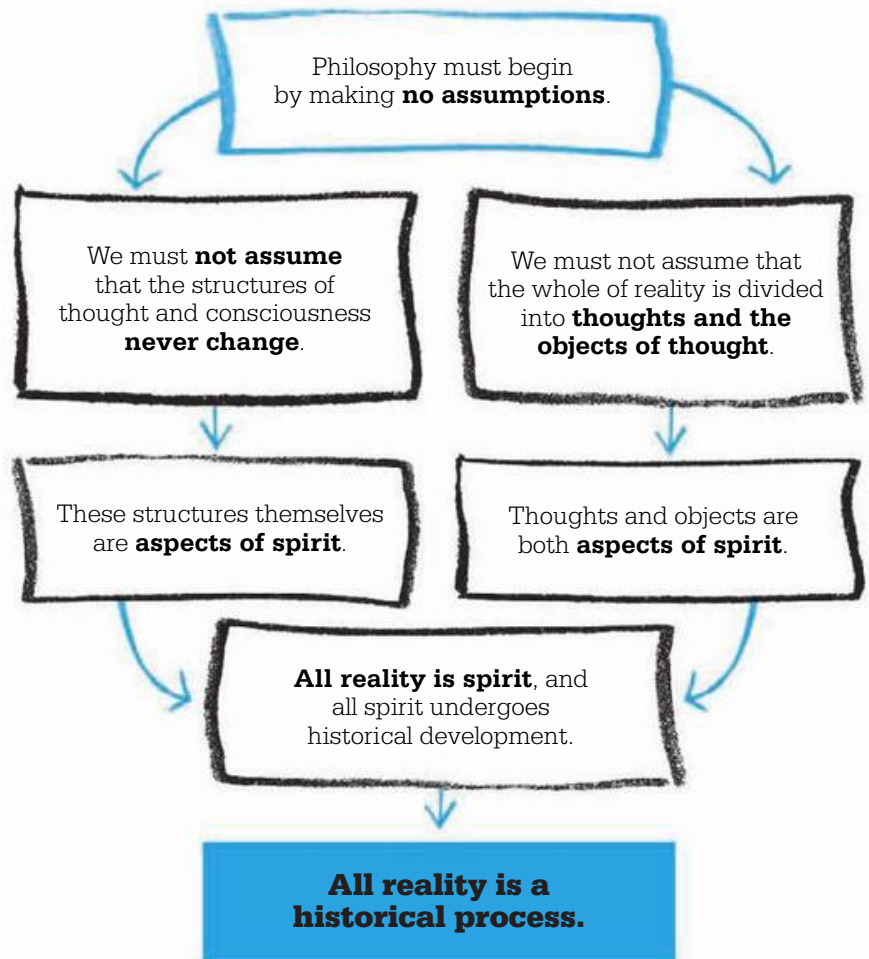 Philosophy must begin
by making no assumptions.
We must not assume
that the structures of
thought and consciousness
never change.
We must not assume that
the whole of reality is divided
into thoughts and the
objects of thought.
These structures themselves
are aspects of spirit.
Thoughts and objects are
both aspects of spirit.
All reality is spirit, and
all spirit undergoes
historical development.
All reality is a
historical process.